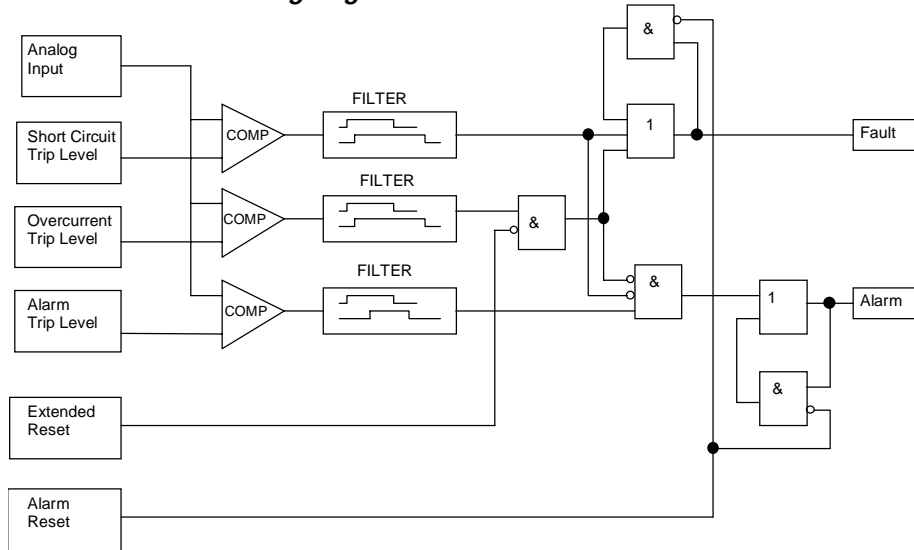 &
Analog
Input
FILTER
COMP
1
Fault
Short Circuit
Trip Level
FILTER
COMP
&
Overcurrent
Trip Level
FILTER
&
Alarm
Trip Level
COMP
1
Alarm
&
Extended
Reset
Alarm
Reset